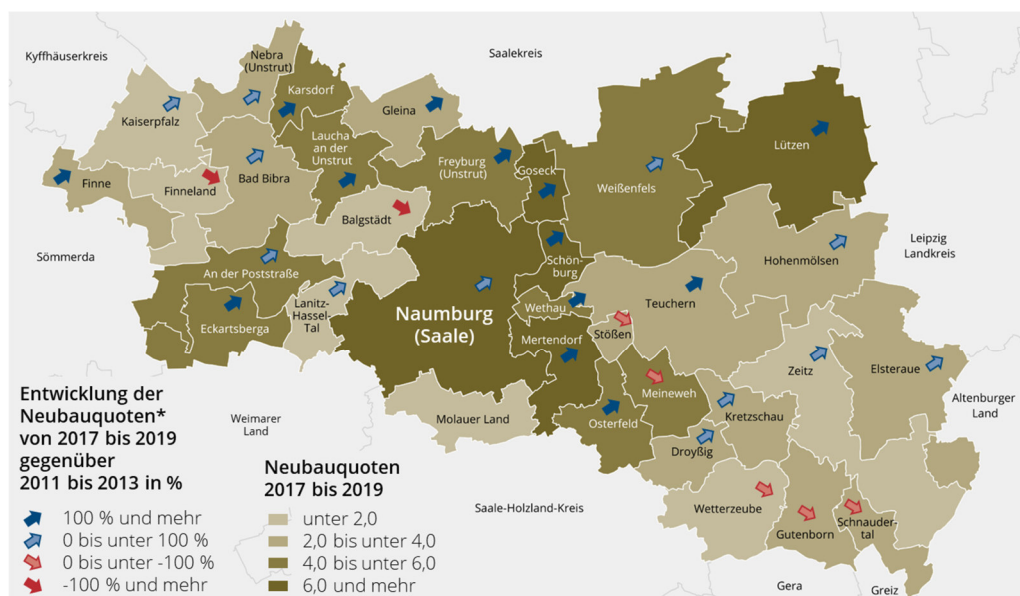 Kyffhäuserkreis
Saalekreis
Nebra
(Unstrut)
Karsdorf
Gleina
Kaiserpfalz
Laucha
an der
Unstrut
Freyburg
(Unstrut)
Goseck
Weißenfels
Lützen
Finne
Finneland
Bad Bibra
Balgstädt
Sömmerda
An der Poststraße
Schön-
burg
Hohenmölsen
Leipzig
Landkreis
Eckartsberga
Lanitz-
Hassel-
Tal
Naumburg
(Saale)
Wethau
Teuchern
Stößen
Mertendorf
Meineweh
Zeitz
Elsteraue
Altenburger
Land
Weimarer
Land
Molauer Land
Osterfeld
Kretzschau
Droyßig
Saale-Holzland-Kreis
Wetterzeube
Gutenborn
Schnauder-
tal
Gera
Greiz
Entwicklung der
Neubauquoten*
von 2017 bis 2019
gegenüber
2011 bis 2013 in %
100 % und mehr
0 bis unter 100 %
0 bis unter -100 %
-100 % und mehr
Neubauquoten
2017 bis 2019
unter 2,0
2,0 bis unter 4,0
4,0 bis unter 6,0
6,0 und mehr